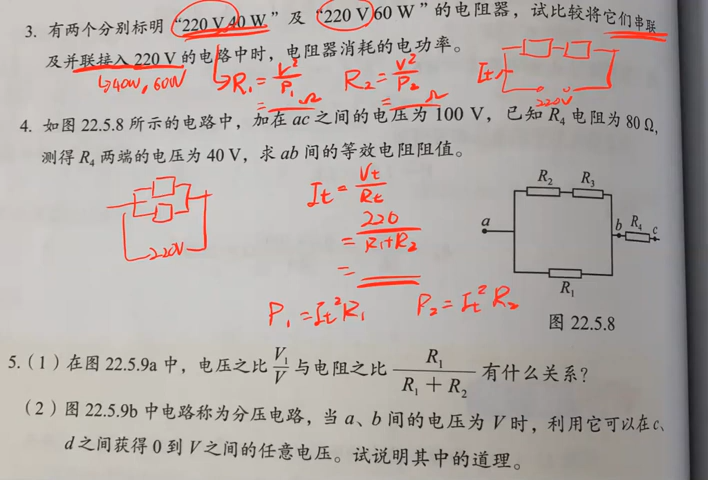 3. 有两个分别标明“220 V 40 W”及“220 V 60 W”的电阻器，试比较将它们串联
及并联接入 220 V 的电路中时，电阻器消耗的电功率。
↳40W, 60W
R₁ = V²/P₁
= ___ Ω
R₂ = V²/P₂
= ___ Ω
It
220V
4. 如图 22.5.8 所示的电路中，加在 ac 之间的电压为 100 V，已知 R₄ 电阻为 80 Ω,
测得 R₄ 两端的电压为 40 V，求 ab 间的等效电阻阻值。
220V
It = Vt/Rt
= 220/(R₁+R₂)
= ___
P₁ = It²R₁
P₂ = It²R₂
R₂ R₃
a b R₄ c
R₁
图 22.5.8
5. (1) 在图 22.5.9a 中，电压之比 V₁/V 与电阻之比 R₁/(R₁ + R₂) 有什么关系？
(2) 图 22.5.9b 中电路称为分压电路，当 a、b 间的电压为 V 时，利用它可以在 c、
d 之间获得 0 到 V 之间的任意电压。试说明其中的道理。